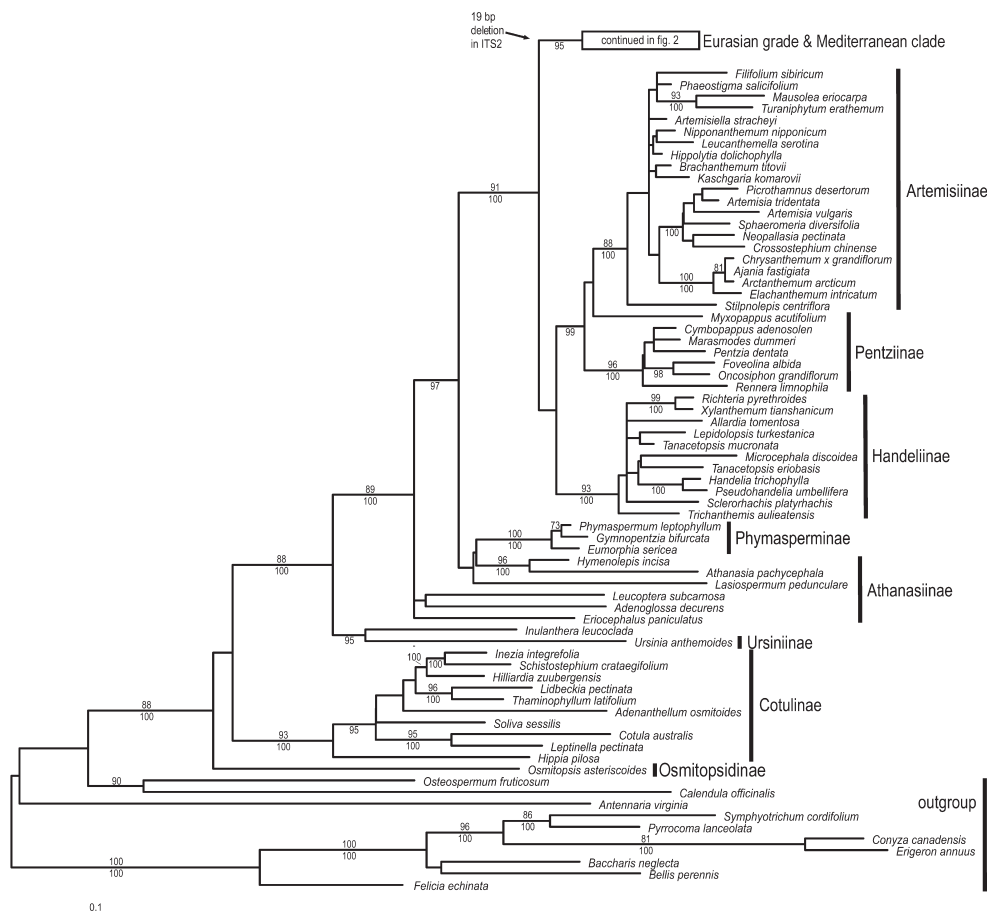 19 bp
deletion
in ITS2
95
continued in fig. 2
Eurasian grade & Mediterranean clade
Filifolium sibiricum
Phaeostigma salicifolium
93
100
Mausolea eriocarpa
Turaniphytum erathemum
Artemisiella stracheyi
Nipponanthemum nipponicum
Leucanthemella serotina
Hippolytia dolichophylla
Brachanthemum titovii
Kaschgaria komarovii
Picrothamnus desertorum
Artemisia tridentata
Artemisia vulgaris
Sphaeromeria diversifolia
100
Neopallasia pectinata
Crossostephium chinense
Chrysanthemum x grandiflorum
81
Ajania fastigiata
100
100
Arctanthemum arcticum
Elachanthemum intricatum
Stilpnolepis centriflora
Artemisiinae
91
100
88
100
Myxopappus acutifolium
99
Cymbopappus adenosolen
Marasmodes dummeri
Pentzia dentata
96
100
Foveolina albida
98
Oncosiphon grandiflorum
Rennera limnophila
Pentziinae
97
99
100
Richteria pyrethroides
Xylanthemum tianshanicum
Allardia tomentosa
Lepidolopsis turkestanica
Tanacetopsis mucronata
Microcephala discoidea
Tanacetopsis eriobasis
Handelia trichophylla
100
Pseudohandelia umbellifera
Sclerorhachis platyrhachis
Trichanthemis aulieatensis
93
100
Handeliinae
89
100
73
Phymaspermum leptophyllum
100
100
Gymnopentzia bifurcata
Eumorphia sericea
Phymasperminae
96
100
Hymenolepis incisa
Athanasia pachycephala
Lasiospermum pedunculare
Leucoptera subcarnosa
Adenoglossa decurens
Eriocephalus paniculatus
Athanasiinae
88
100
Inulanthera leucoclada
95
Ursinia anthemoides
Ursiniinae
100
100
Inezia integrefolia
Schistostephium crataegifolium
Hilliardia zuubergensis
96
100
Lidbeckia pectinata
Thaminophyllum latifolium
Adenanthellum osmitoides
Soliva sessilis
95
95
100
Cotula australis
Leptinella pectinata
93
100
Hippia pilosa
Cotulinae
88
100
Osmitopsis asteriscoides
Osmitopsidinae
90
Osteospermum fruticosum
Calendula officinalis
Antennaria virginia
86
100
Symphyotrichum cordifolium
Pyrrocoma lanceolata
96
100
81
100
Conyza canadensis
Erigeron annuus
100
100
Baccharis neglecta
Bellis perennis
100
100
Felicia echinata
outgroup
0.1